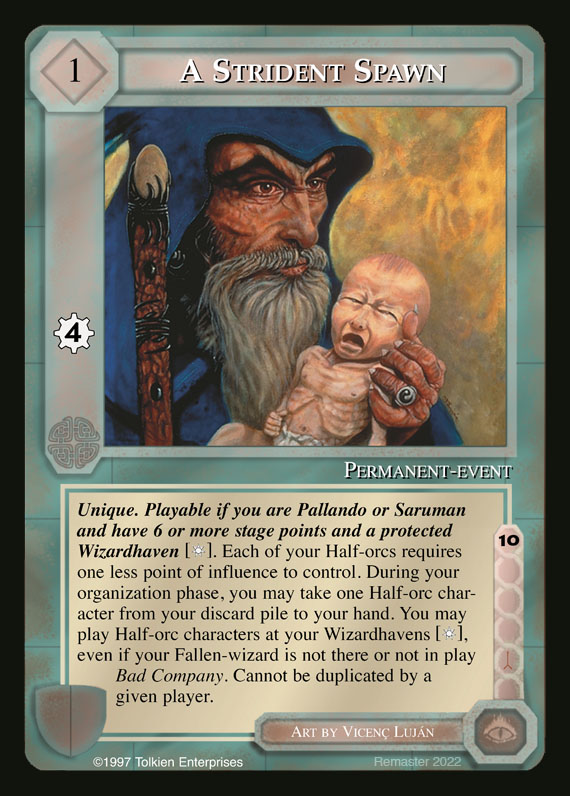 1
A Strident Spawn
4
Permanent-event
Unique. Playable if you are Pallando or Saruman
and have 6 or more stage points and a protected
Wizardhaven [☼]. Each of your Half-orcs requires
one less point of influence to control. During your
organization phase, you may take one Half-orc char-
acter from your discard pile to your hand. You may
play Half-orc characters at your Wizardhavens [☼],
even if your Fallen-wizard is not there or not in play
Bad Company. Cannot be duplicated by a
given player.
10
Art by Vicenç Luján
©1997 Tolkien Enterprises
Remaster 2022